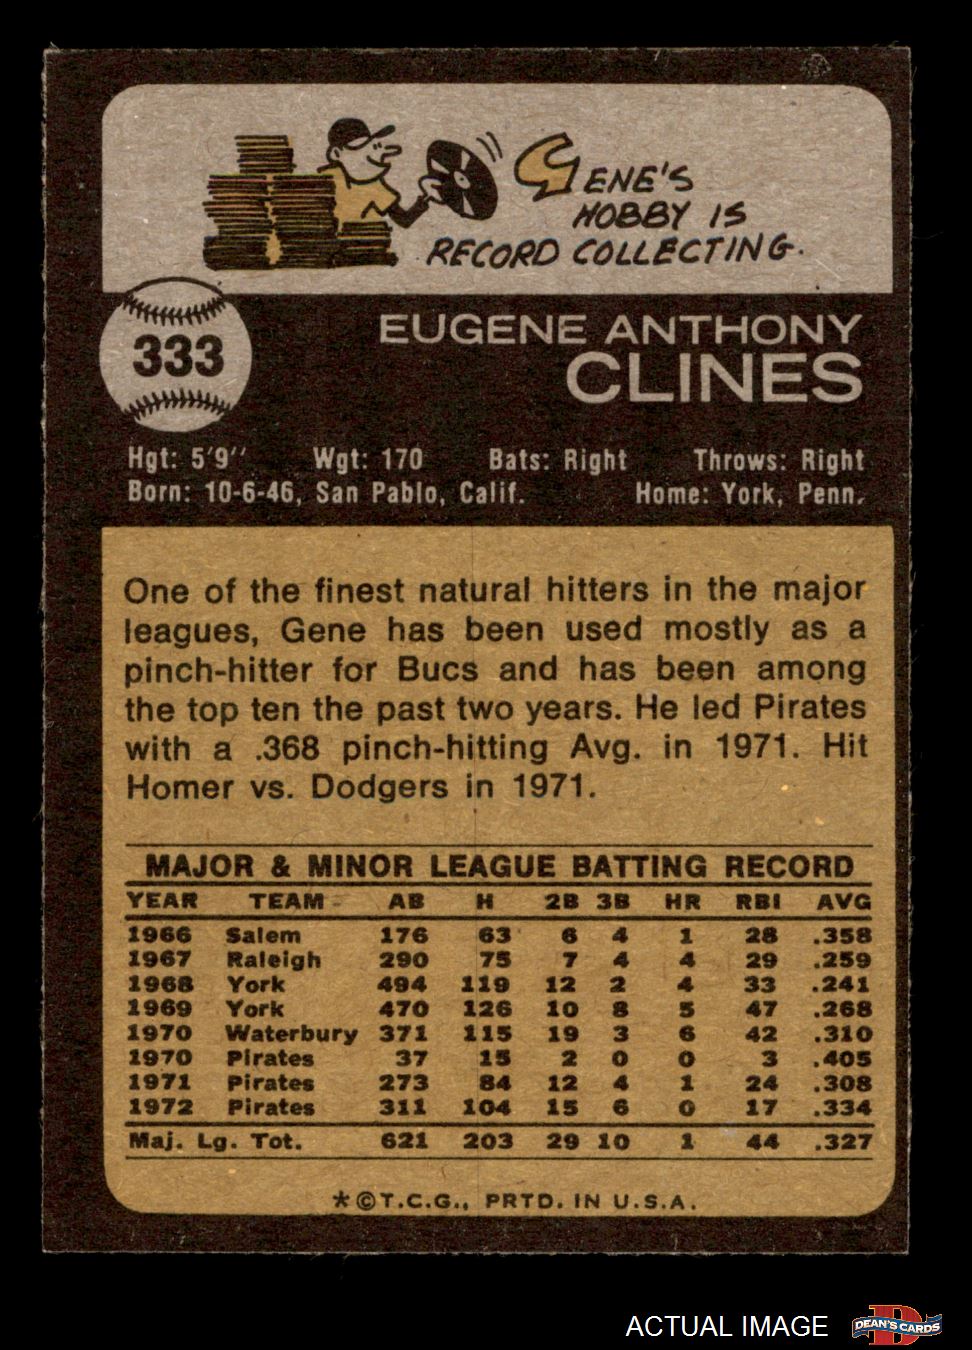 GENE'S
HOBBY IS
RECORD COLLECTING.
333
EUGENE ANTHONY
CLINES
Hgt: 5'9'' Wgt: 170 Bats: Right Throws: Right
Born: 10-6-46, San Pablo, Calif. Home: York, Penn.
One of the finest natural hitters in the major
leagues, Gene has been used mostly as a
pinch-hitter for Bucs and has been among
the top ten the past two years. He led Pirates
with a .368 pinch-hitting Avg. in 1971. Hit
Homer vs. Dodgers in 1971.
MAJOR & MINOR LEAGUE BATTING RECORD
YEAR TEAM AB H 2B 3B HR RBI AVG
1966 Salem 176 63 6 4 1 28 .358
1967 Raleigh 290 75 7 4 4 29 .259
1968 York 494 119 12 2 4 33 .241
1969 York 470 126 10 8 5 47 .268
1970 Waterbury 371 115 19 3 6 42 .310
1970 Pirates 37 15 2 0 0 3 .405
1971 Pirates 273 84 12 4 1 24 .308
1972 Pirates 311 104 15 6 0 17 .334
Maj. Lg. Tot. 621 203 29 10 1 44 .327
*©T.C.G., PRTD. IN U.S.A.
ACTUAL IMAGE
D
DEAN'S CARDS